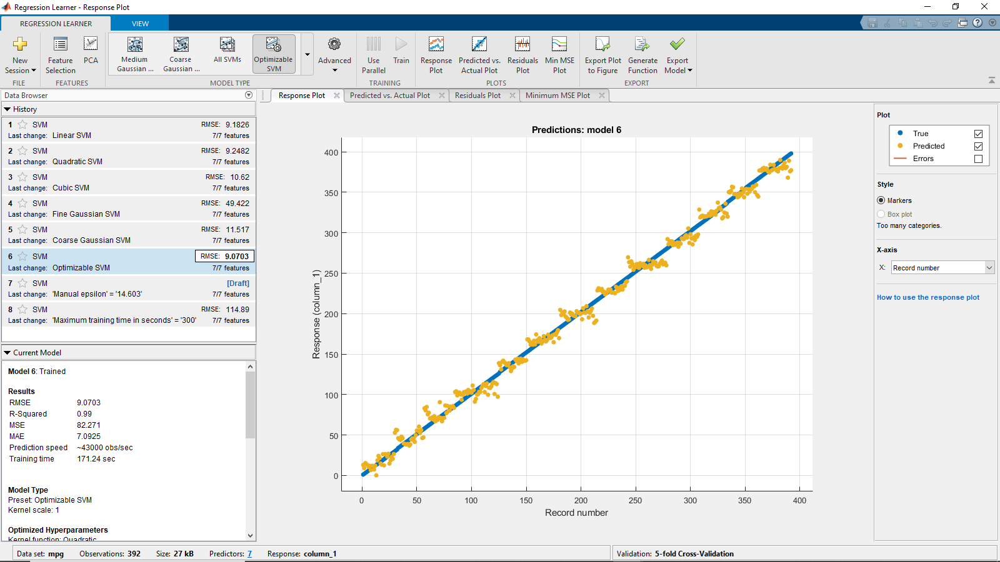 Regression Learner - Response Plot
REGRESSION LEARNER
VIEW
New Session
Feature Selection
PCA
Medium Gaussian ...
Coarse Gaussian ...
All SVMs
Optimizable SVM
Advanced
Use Parallel
Train
Response Plot
Predicted vs. Actual Plot
Residuals Plot
Min MSE Plot
Export Plot to Figure
Generate Function
Export Model
FILE
FEATURES
MODEL TYPE
TRAINING
PLOTS
EXPORT
Data Browser
History
1 SVM RMSE: 9.1826
Last change: Linear SVM 7/7 features
2 SVM RMSE: 9.2482
Last change: Quadratic SVM 7/7 features
3 SVM RMSE: 10.62
Last change: Cubic SVM 7/7 features
4 SVM RMSE: 49.422
Last change: Fine Gaussian SVM 7/7 features
5 SVM RMSE: 11.517
Last change: Coarse Gaussian SVM 7/7 features
6 SVM RMSE: 9.0703
Last change: Optimizable SVM 7/7 features
7 SVM [Draft]
Last change: 'Manual epsilon' = '14.603' 7/7 features
8 SVM RMSE: 114.89
Last change: 'Maximum training time in seconds' = '300' 7/7 features
Current Model
Model 6: Trained
Results
RMSE 9.0703
R-Squared 0.99
MSE 82.271
MAE 7.0925
Prediction speed ~43000 obs/sec
Training time 171.24 sec
Model Type
Preset: Optimizable SVM
Kernel scale: 1
Optimized Hyperparameters
Kernel function: Quadratic
Response Plot
Predicted vs. Actual Plot
Residuals Plot
Minimum MSE Plot
Predictions: model 6
Response (column_1)
400
350
300
250
200
150
100
50
0
0 50 100 150 200 250 300 350 400
Record number
Plot
True
Predicted
Errors
Style
Markers
Box plot
Too many categories.
X-axis
X: Record number
How to use the response plot
Data set: mpg Observations: 392 Size: 27 kB Predictors: 7 Response: column_1
Validation: 5-fold Cross-Validation